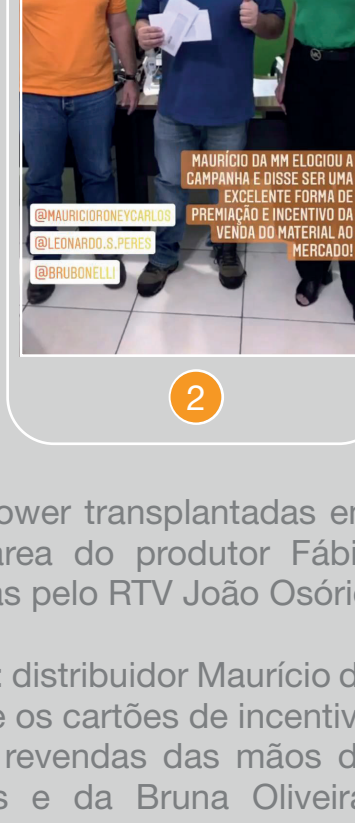 MAURÍCIO DA MM ELOGIOU A
CAMPANHA E DISSE SER UMA
EXCELENTE FORMA DE
PREMIAÇÃO E INCENTIVO DA
VENDA DO MATERIAL AO
MERCADO!
@MAURICIORONEYCARLOS
@LEONARDO.S.PERES
@BRUBONELLI
2
ower transplantadas e
área do produtor Fábi
as pelo RTV João Osóri
: distribuidor Maurício d
e os cartões de incentiv
revendas das mãos d
s e da Bruna Oliveira